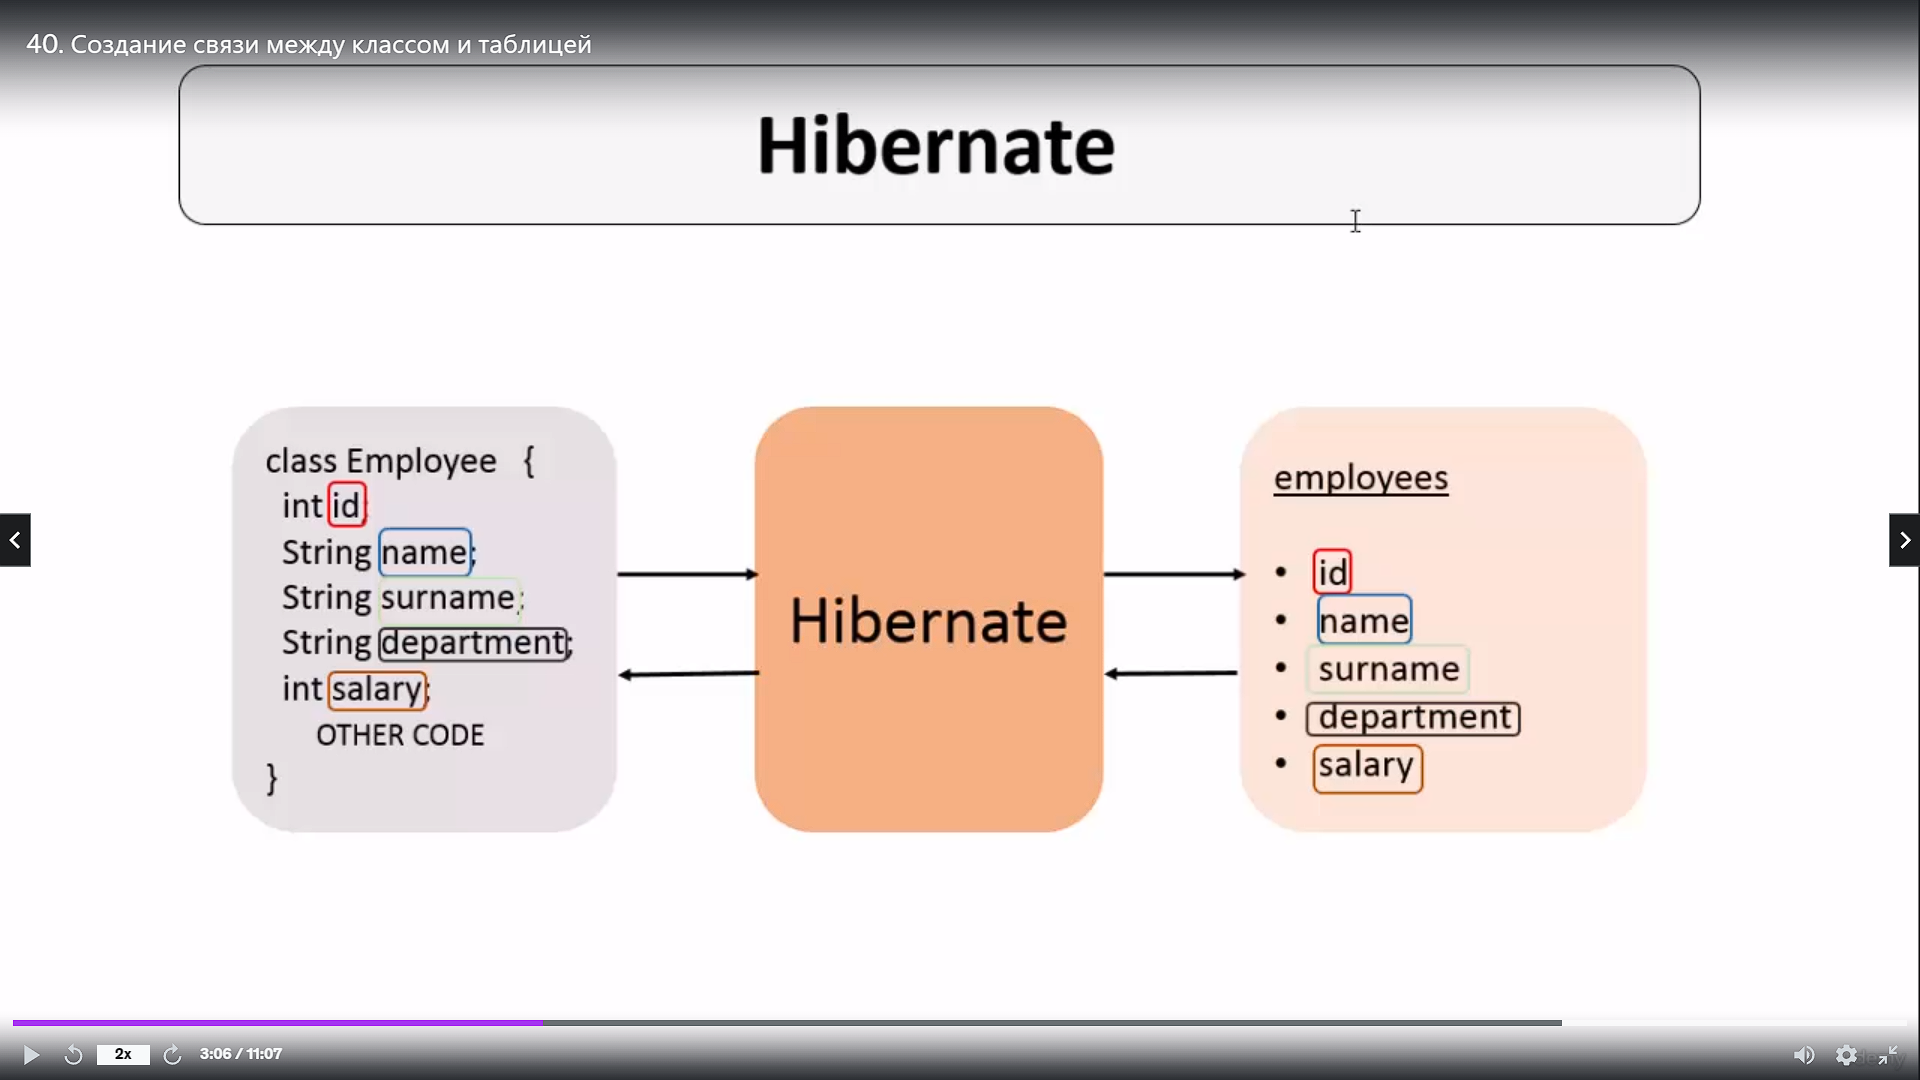 40. Создание связи между классом и таблицей
Hibernate
class Employee {
int id;
String name;
String surname;
String department;
int salary;
OTHER CODE
}
Hibernate
employees
• id
• name
• surname
• department
• salary
2x
3:06 / 11:07